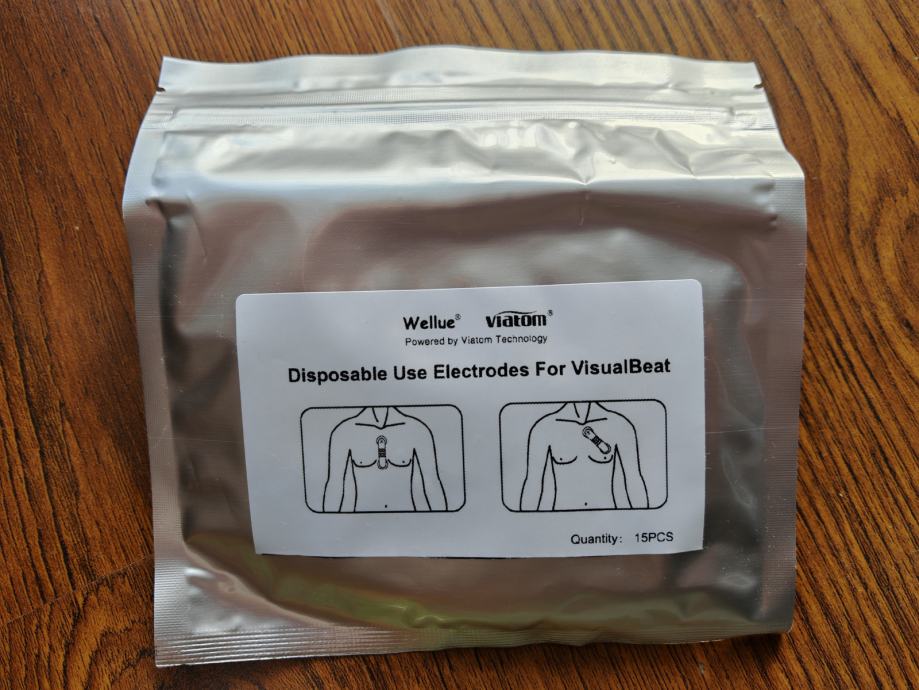 Wellue® Viatom®
Powered by Viatom Technology
Disposable Use Electrodes For VisualBeat
Quantity: 15PCS